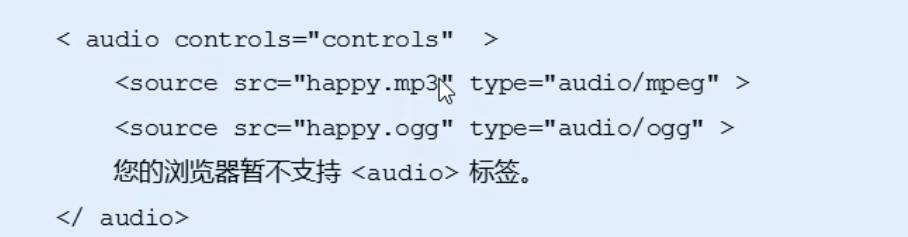 < audio controls="controls"  >
<source src="happy.mp3" type="audio/mpeg" >
<source src="happy.ogg" type="audio/ogg" >
您的浏览器暂不支持 <audio> 标签。
</ audio>